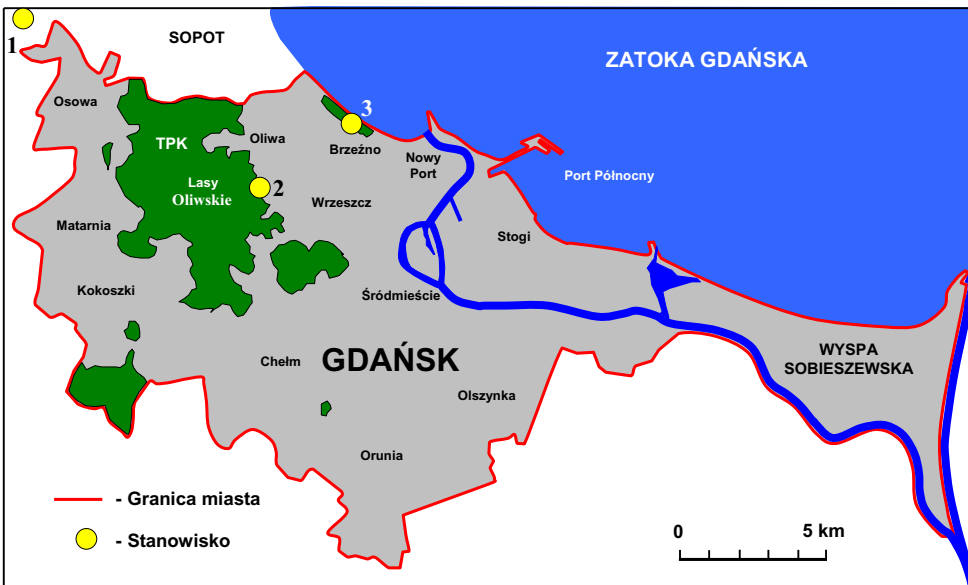 1
SOPOT
ZATOKA GDAŃSKA
Osowa
3
TPK
Oliwa
Brzeźno
Nowy
Port
Port Północny
Lasy
Oliwskie
2
Wrzeszcz
Matarnia
Stogi
Kokoszki
Śródmieście
Chełm
GDAŃSK
WYSPA
SOBIESZEWSKA
Olszynka
Orunia
- Granica miasta
- Stanowisko
0 5 km